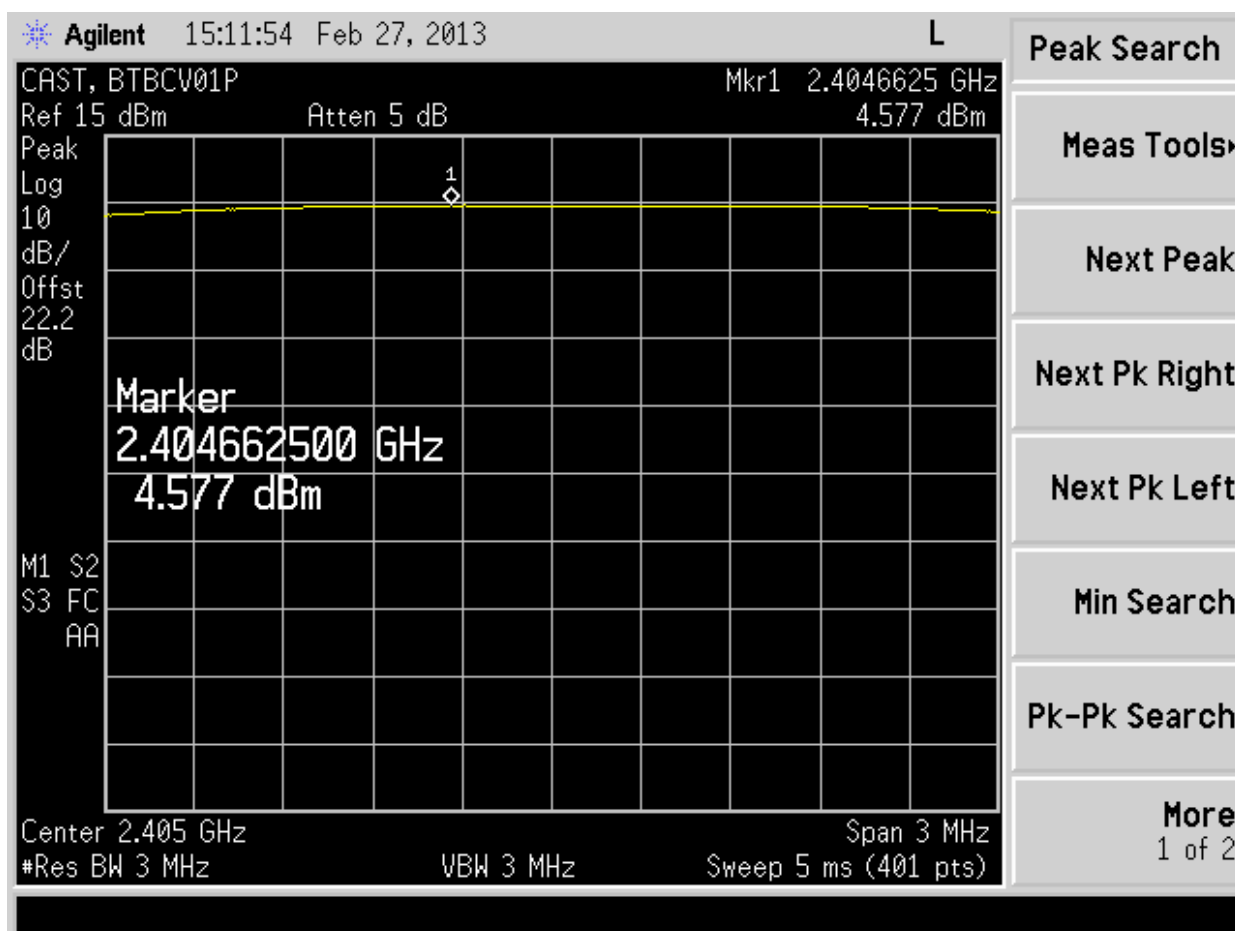 Agilent 15:11:54 Feb 27, 2013 L
Peak Search
CAST, BTBCV01P Mkr1 2.4046625 GHz
Ref 15 dBm Atten 5 dB 4.577 dBm
Peak
Log
10
dB/
Offst
22.2
dB
1
Marker
2.404662500 GHz
4.577 dBm
M1 S2
S3 FC
AA
Center 2.405 GHz Span 3 MHz
#Res BW 3 MHz VBW 3 MHz Sweep 5 ms (401 pts)
Meas Tools
Next Peak
Next Pk Right
Next Pk Left
Min Search
Pk-Pk Search
More
1 of 2